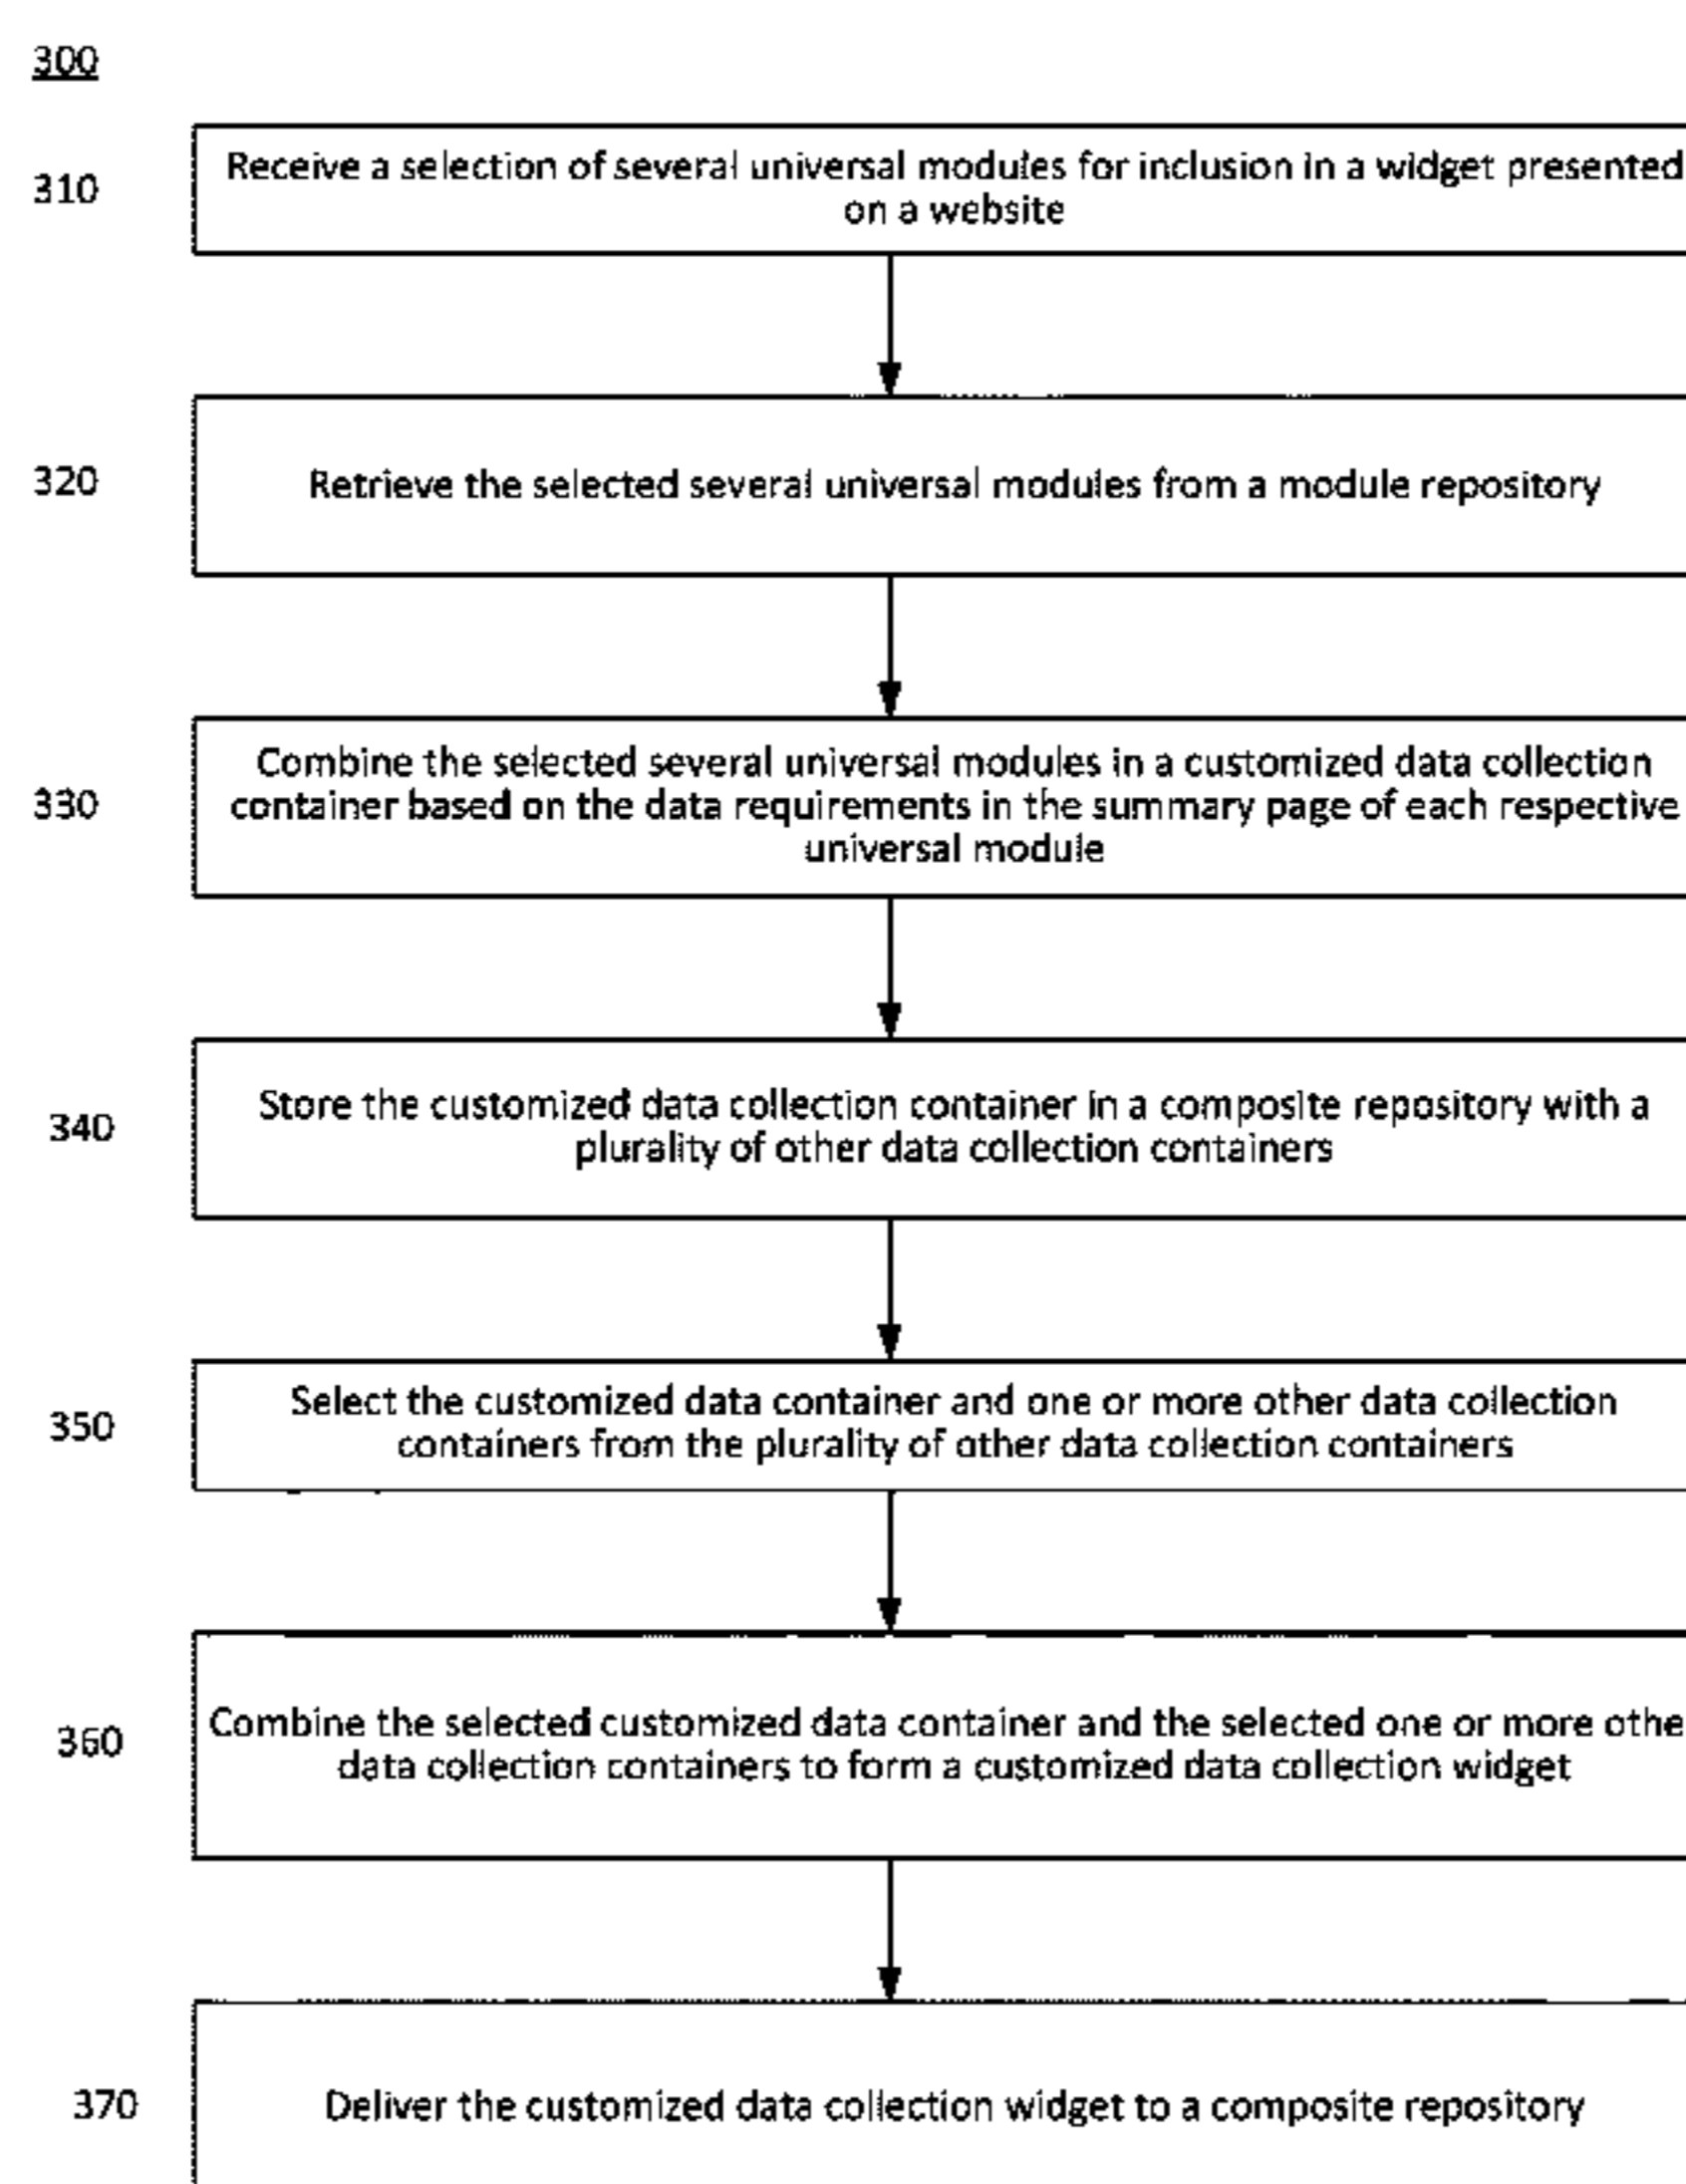 300
310
Receive a selection of several universal modules for inclusion in a widget presented
on a website
320
Retrieve the selected several universal modules from a module repository
330
Combine the selected several universal modules in a customized data collection
container based on the data requirements in the summary page of each respective
universal module
340
Store the customized data collection container in a composite repository with a
plurality of other data collection containers
350
Select the customized data container and one or more other data collection
containers from the plurality of other data collection containers
360
Combine the selected customized data container and the selected one or more othe
data collection containers to form a customized data collection widget
370
Deliver the customized data collection widget to a composite repository